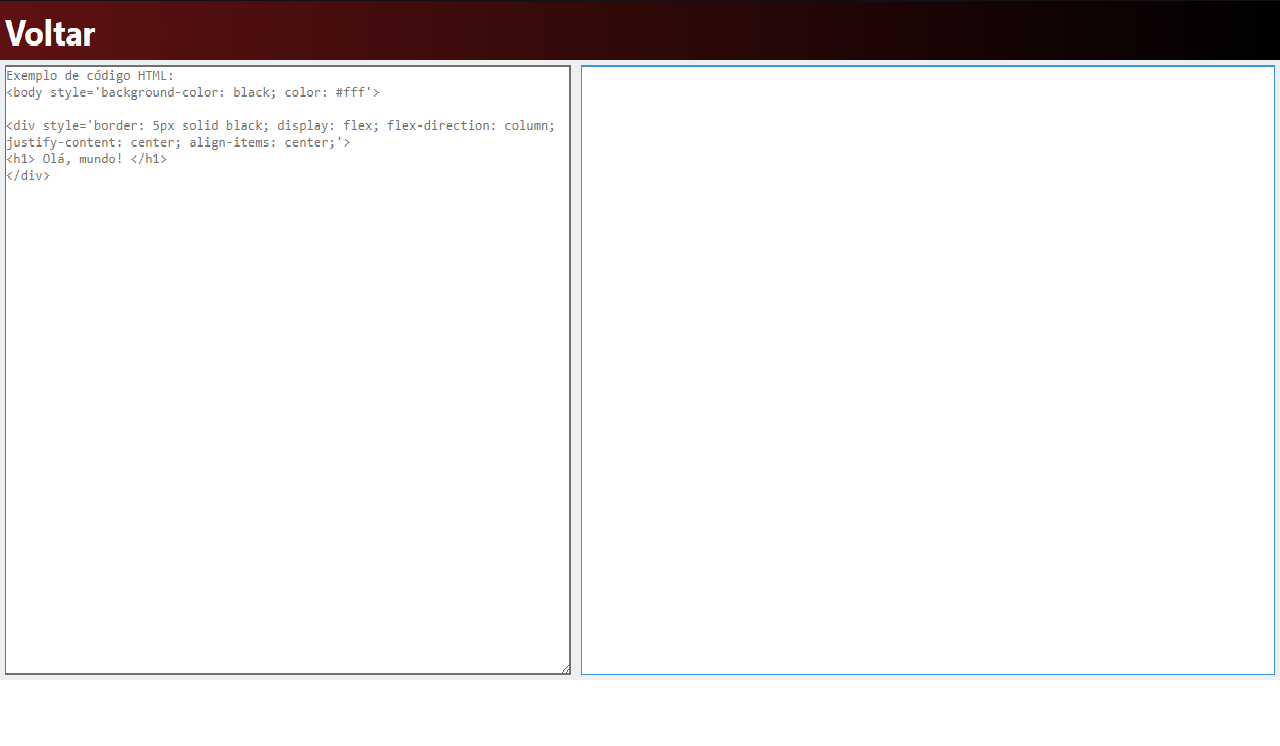 Voltar
Exemplo de código HTML:
<body style='background-color: black; color: #fff'>
<div style='border: 5px solid black; display: flex; flex-direction: column;
justify-content: center; align-items: center;'>
<h1> Olá, mundo! </h1>
</div>